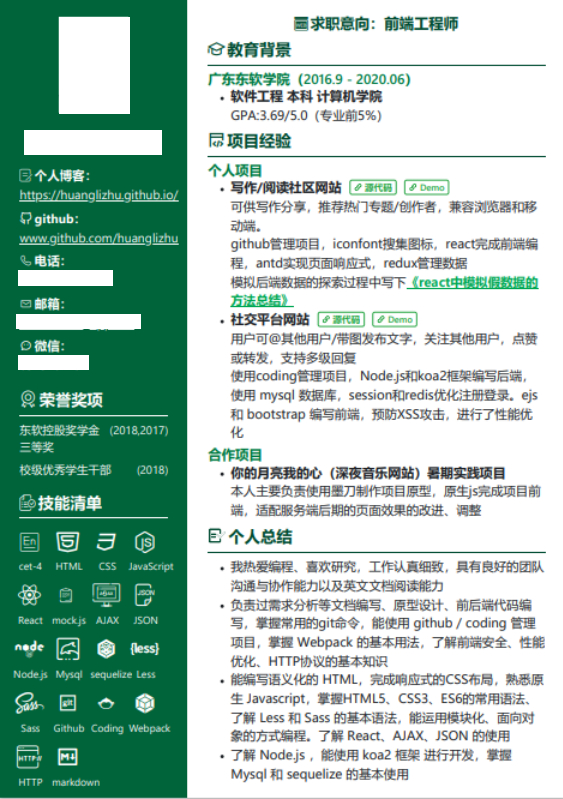 个人博客:
https://huanglizhu.github.io/
github:
www.github.com/huanglizhu
电话:
邮箱:
微信:
荣誉奖项
东软控股奖学金 (2018,2017)
三等奖
校级优秀学生干部 (2018)
技能清单
En
cet-4 HTML CSS JavaScript
JSON
React mock.js AJAX JSON
node {less}
Node.js Mysql sequelize Less
Sass git
Sass Github Coding Webpack
HTTP
HTTP markdown
求职意向：前端工程师
教育背景
广东东软学院（2016.9 - 2020.06）
• 软件工程 本科 计算机学院
GPA:3.69/5.0（专业前5%）
项目经验
个人项目
• 写作/阅读社区网站 源代码 Demo
可供写作分享，推荐热门专题/创作者，兼容浏览器和移
动端。
github管理项目，iconfont搜集图标，react完成前端编
程，antd实现页面响应式，redux管理数据
模拟后端数据的探索过程中写下《react中模拟假数据的
方法总结》
• 社交平台网站 源代码 Demo
用户可@其他用户/带图发布文字，关注其他用户，点赞
或转发，支持多级回复
使用coding管理项目，Node.js和koa2框架编写后端，
使用 mysql 数据库，session和redis优化注册登录。ejs
和 bootstrap 编写前端，预防XSS攻击，进行了性能优
化
合作项目
• 你的月亮我的心（深夜音乐网站）暑期实践项目
本人主要负责使用墨刀制作项目原型，原生js完成项目前
端，适配服务端后期的页面效果的改进、调整
个人总结
• 我热爱编程、喜欢研究，工作认真细致，具有良好的团队
沟通与协作能力以及英文文档阅读能力
• 负责过需求分析等文档编写、原型设计、前后端代码编
写，掌握常用的git命令，能使用 github / coding 管理
项目，掌握 Webpack 的基本用法，了解前端安全、性能
优化、HTTP协议的基本知识
• 能编写语义化的 HTML，完成响应式的CSS布局，熟悉原
生 Javascript，掌握HTML5、CSS3、ES6的常用语法、
了解 Less 和 Sass 的基本语法，能运用模块化、面向对
象的方式编程。了解 React、AJAX、JSON 的使用
• 了解 Node.js ，能使用 koa2 框架 进行开发，掌握
Mysql 和 sequelize 的基本使用